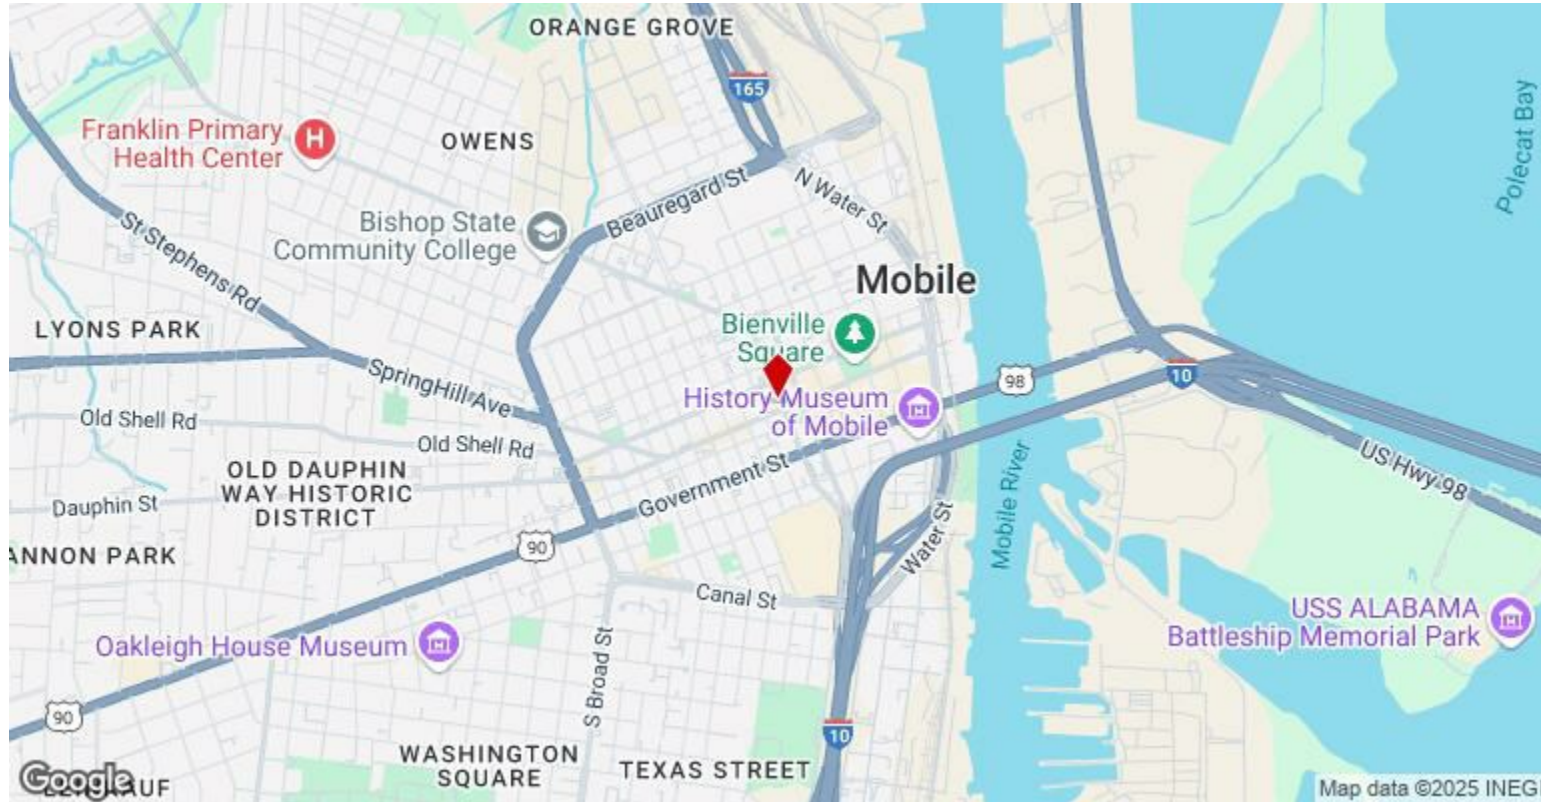 ORANGE GROVE
165
Franklin Primary
Health Center
OWENS
Beauregard St
N Water St
Polecat Bay
Bishop State
Community College
St Stephens Rd
Mobile
LYONS PARK
Bienville
Square
SpringHill Ave
98
10
History Museum
of Mobile
Old Shell Rd
Old Shell Rd
OLD DAUPHIN
WAY HISTORIC
DISTRICT
Government St
US Hwy 98
Dauphin St
Mobile River
Water St
90
ANNON PARK
Canal St
USS ALABAMA
Battleship Memorial Park
Oakleigh House Museum
S Broad St
90
10
WASHINGTON
SQUARE
TEXAS STREET
Google
AUF
Map data ©2025 INEGI